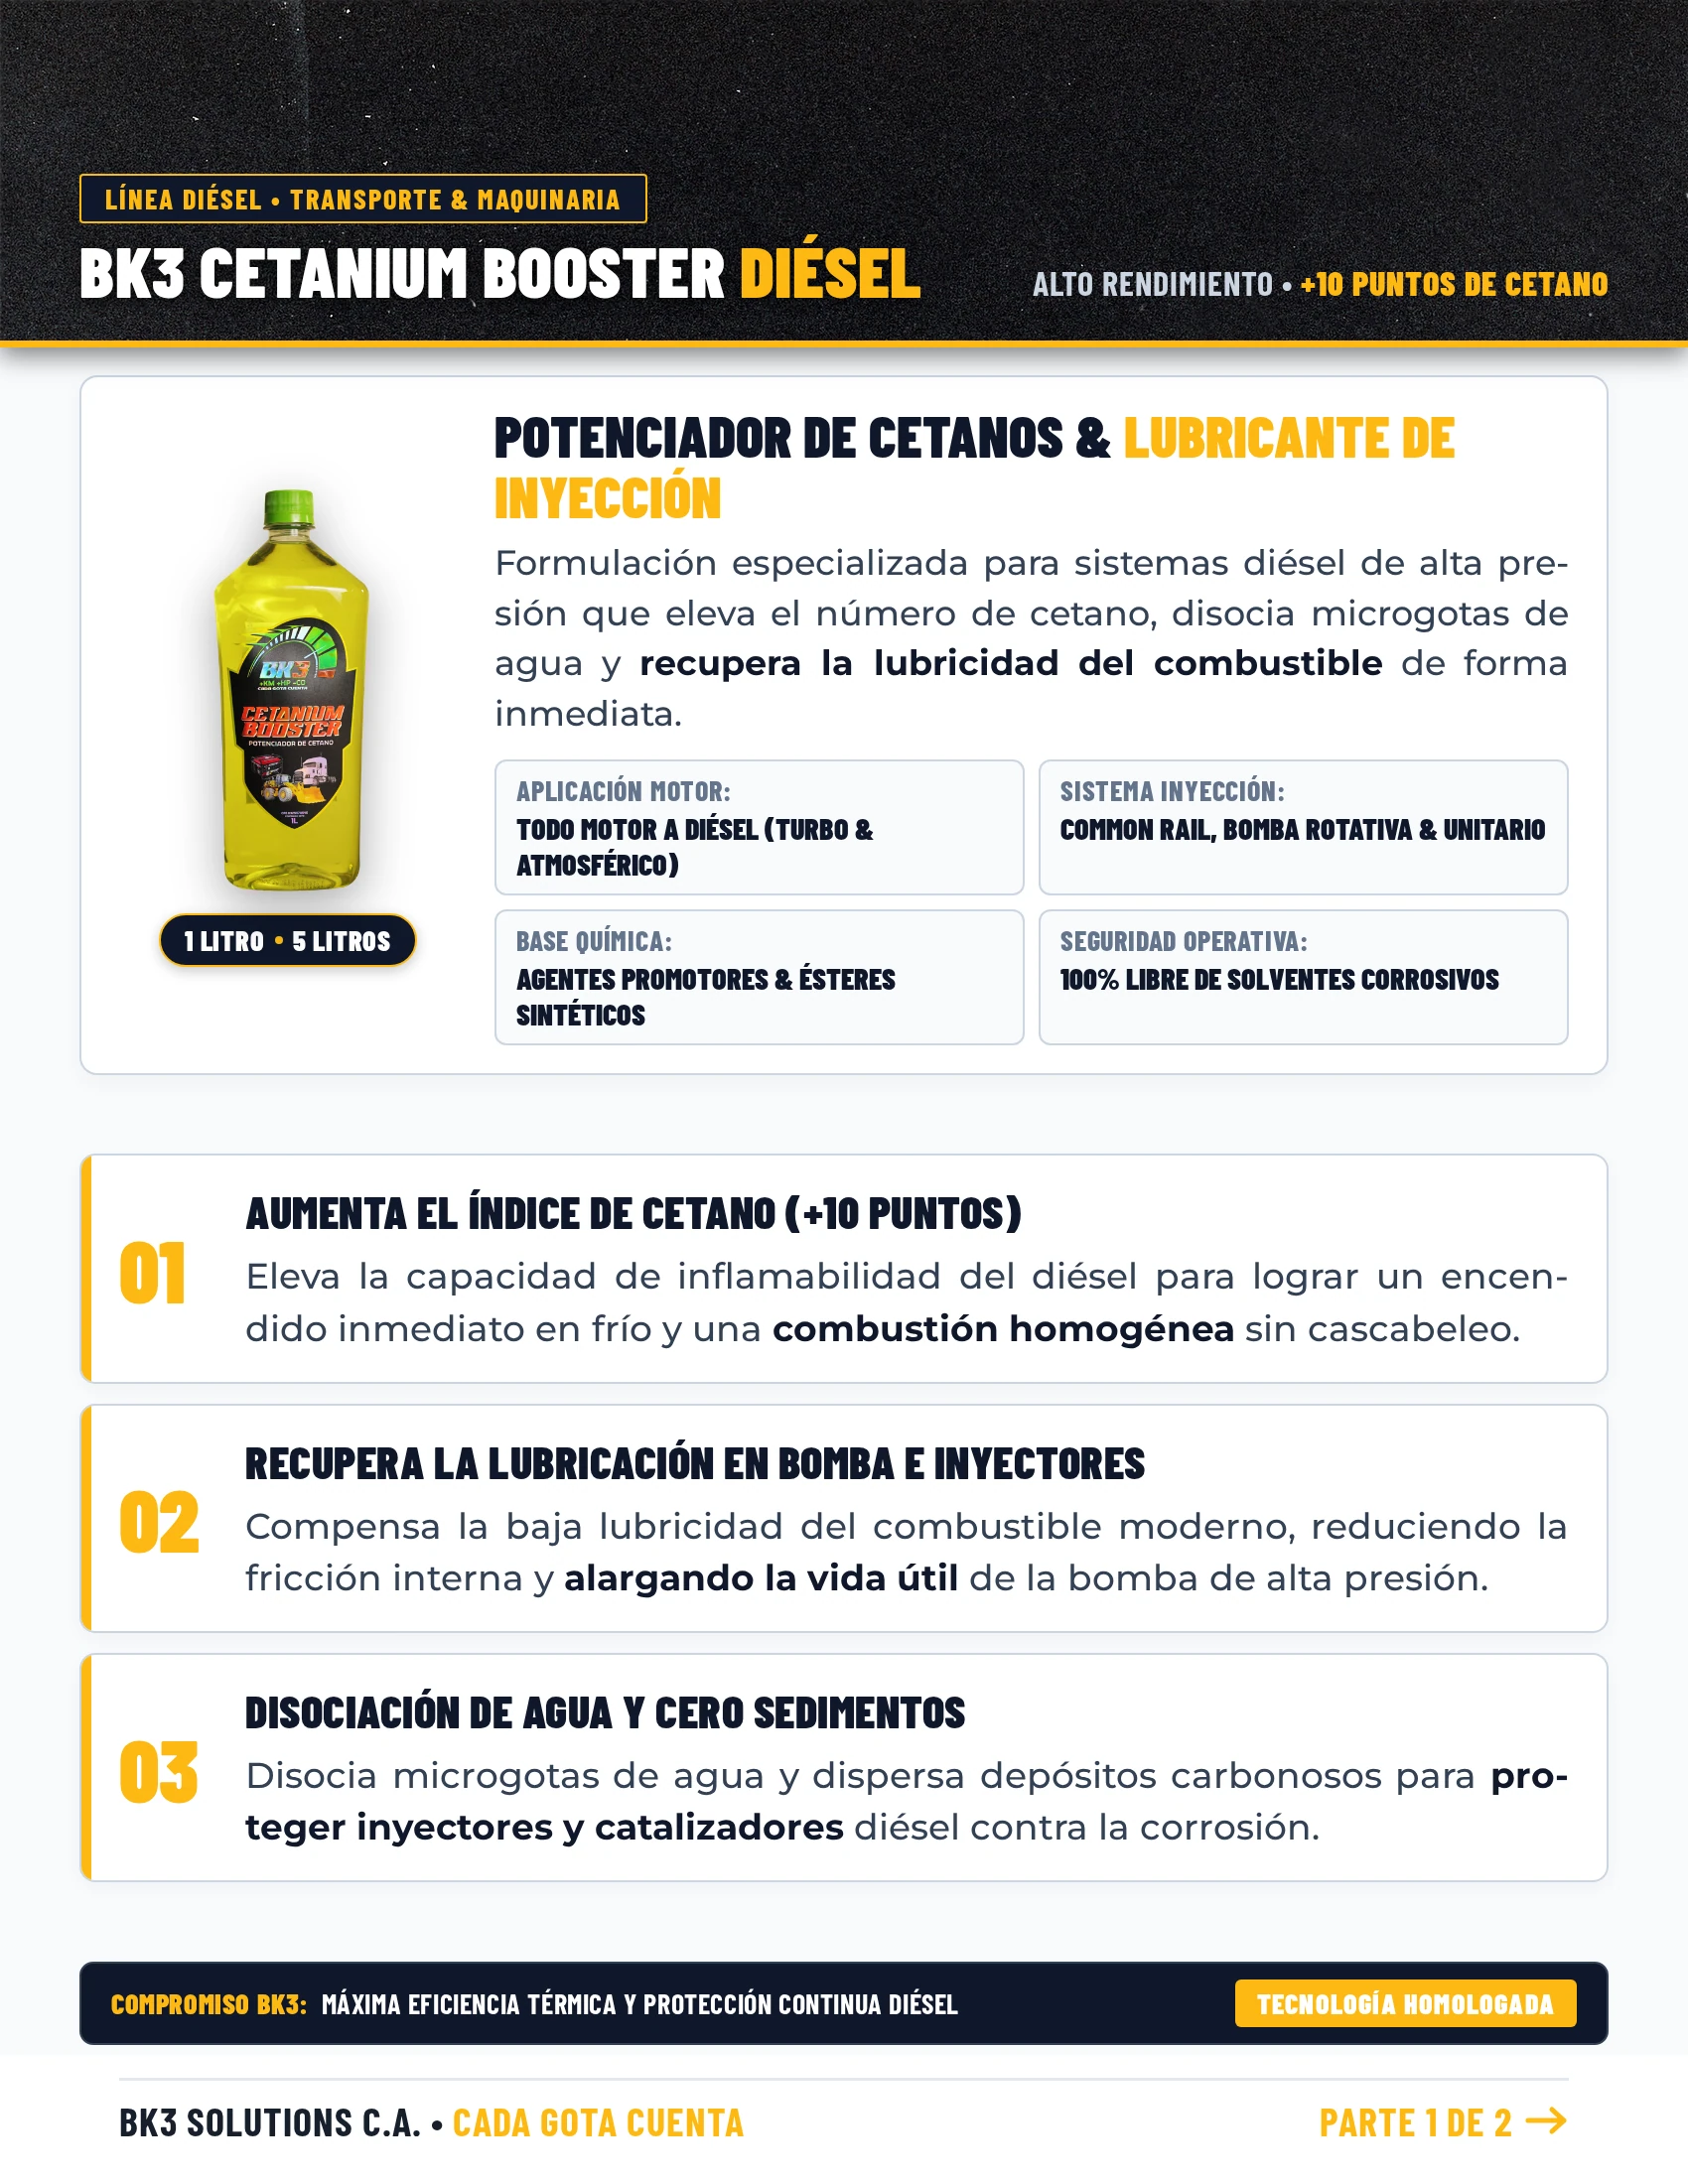 LÍNEA DIÉSEL • TRANSPORTE & MAQUINARIA
BK3 CETANIUM BOOSTER DIÉSEL
ALTO RENDIMIENTO • +10 PUNTOS DE CETANO
POTENCIADOR DE CETANOS & LUBRICANTE DE
INYECCIÓN
Formulación especializada para sistemas diésel de alta pre-
sión que eleva el número de cetano, disocia microgotas de
agua y recupera la lubricidad del combustible de forma
inmediata.
BK3
+KM +HP -CO
CADA GOTA CUENTA
CETANIUM
BOOSTER
POTENCIADOR DE CETANO
1L
1 LITRO • 5 LITROS
APLICACIÓN MOTOR:
TODO MOTOR A DIÉSEL (TURBO &
ATMOSFÉRICO)
SISTEMA INYECCIÓN:
COMMON RAIL, BOMBA ROTATIVA & UNITARIO
BASE QUÍMICA:
AGENTES PROMOTORES & ÉSTERES
SINTÉTICOS
SEGURIDAD OPERATIVA:
100% LIBRE DE SOLVENTES CORROSIVOS
01
AUMENTA EL ÍNDICE DE CETANO (+10 PUNTOS)
Eleva la capacidad de inflamabilidad del diésel para lograr un encen-
dido inmediato en frío y una combustión homogénea sin cascabeleo.
02
RECUPERA LA LUBRICACIÓN EN BOMBA E INYECTORES
Compensa la baja lubricidad del combustible moderno, reduciendo la
fricción interna y alargando la vida útil de la bomba de alta presión.
03
DISOCIACIÓN DE AGUA Y CERO SEDIMENTOS
Disocia microgotas de agua y dispersa depósitos carbonosos para pro-
teger inyectores y catalizadores diésel contra la corrosión.
COMPROMISO BK3: MÁXIMA EFICIENCIA TÉRMICA Y PROTECCIÓN CONTINUA DIÉSEL
TECNOLOGÍA HOMOLOGADA
BK3 SOLUTIONS C.A. • CADA GOTA CUENTA
PARTE 1 DE 2 →